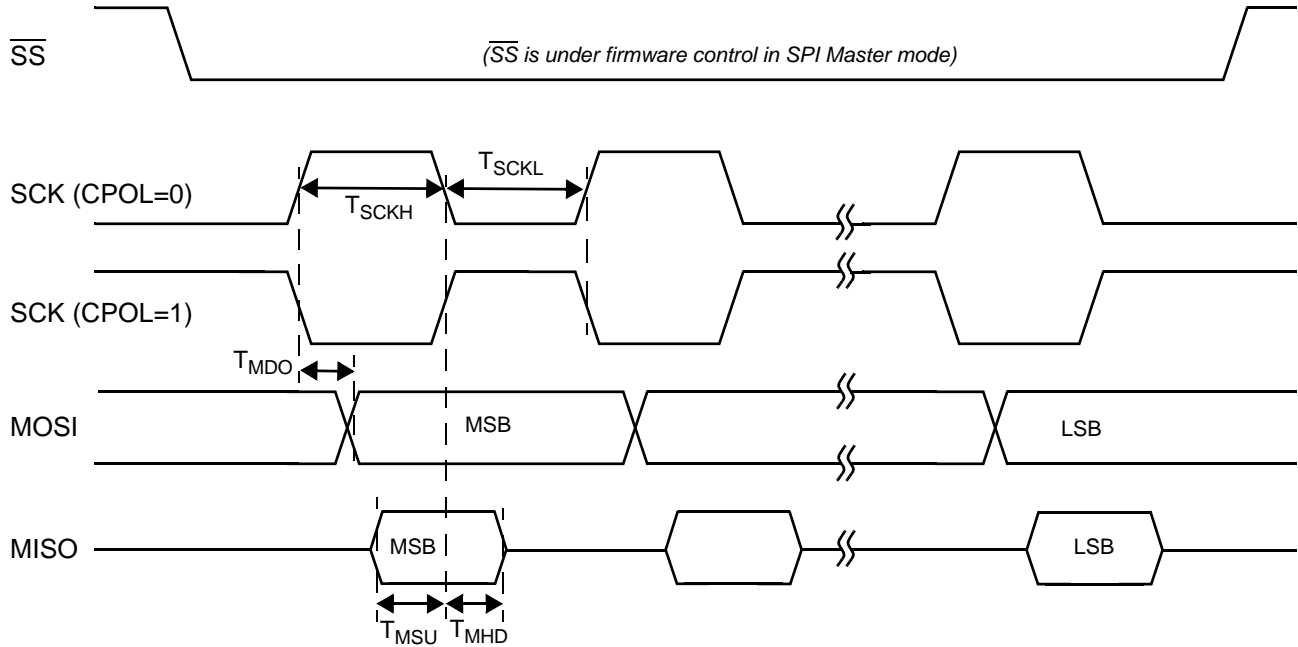 SS
(SS is under firmware control in SPI Master mode)
SCK (CPOL=0)
TSCKH
TSCKL
SCK (CPOL=1)
TMDO
MOSI
MSB
LSB
MISO
MSB
LSB
TMSU
TMHD